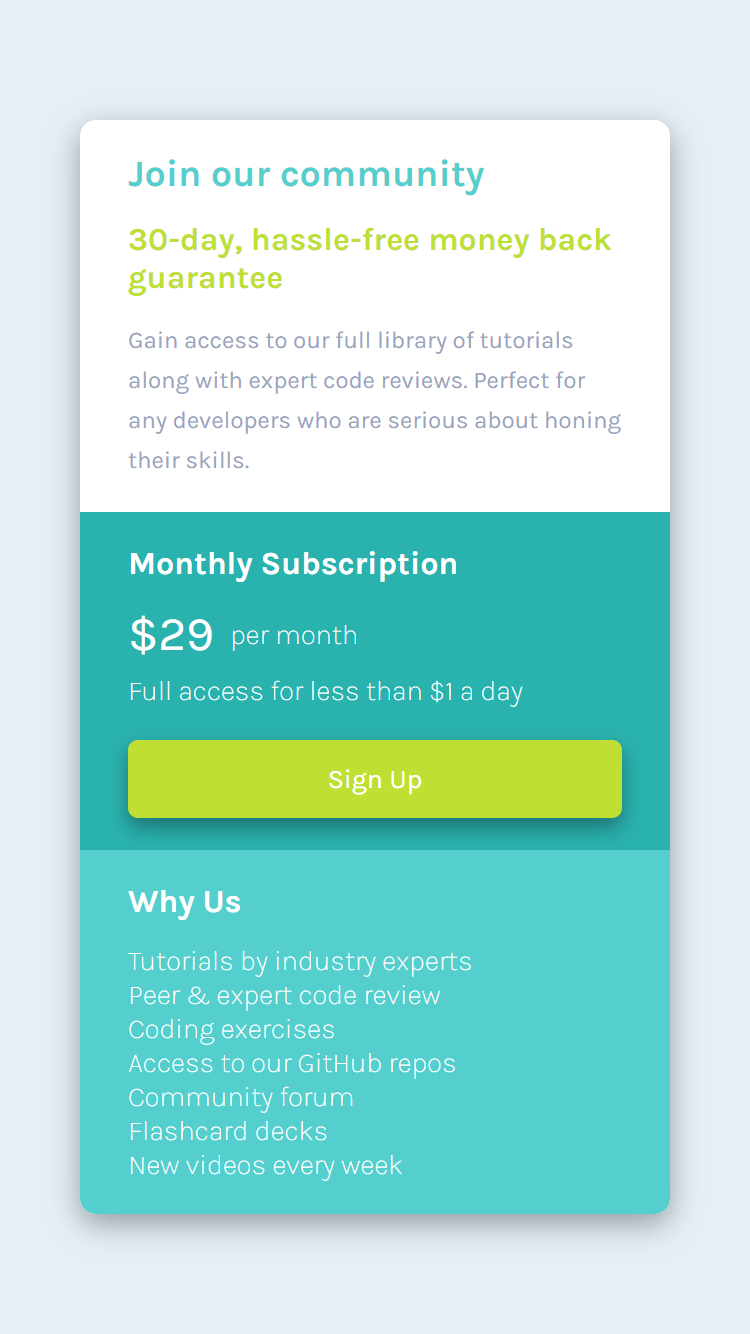 Join our community
30-day, hassle-free money back
guarantee
Gain access to our full library of tutorials
along with expert code reviews. Perfect for
any developers who are serious about honing
their skills.
Monthly Subscription
$29 per month
Full access for less than $1 a day
Sign Up
Why Us
Tutorials by industry experts
Peer & expert code review
Coding exercises
Access to our GitHub repos
Community forum
Flashcard decks
New videos every week